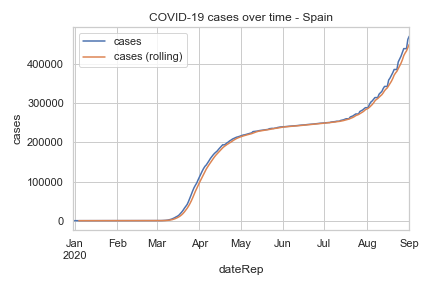 COVID-19 cases over time - Spain
cases
cases (rolling)
cases
400000
300000
200000
100000
0
Jan Feb Mar Apr May Jun Jul Aug Sep
2020
dateRep